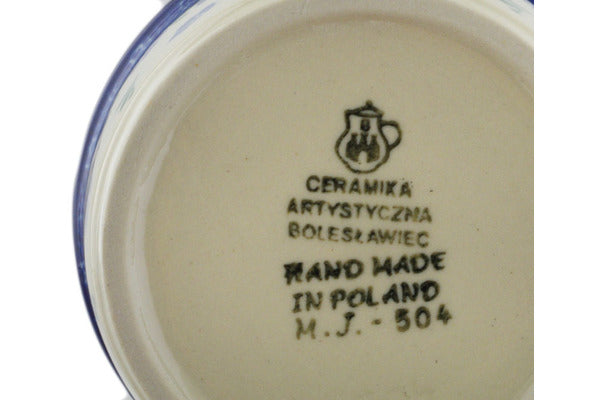 CERAMIKA
ARTYSTYCZNA
BOLESŁAWIEC
HAND MADE
IN POLAND
M.J. - 504